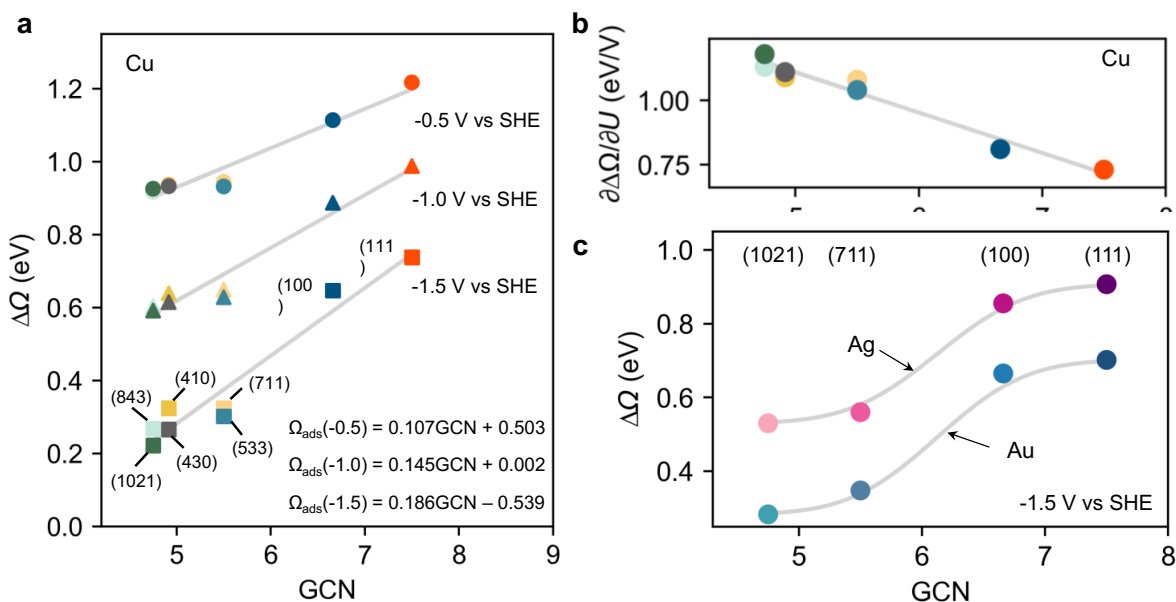 a
Cu
1.2
1.0
0.8
0.6
0.4
0.2
0.0
ΔΩ (eV)
-0.5 V vs SHE
-1.0 V vs SHE
-1.5 V vs SHE
(111
)
(100
)
(410)
(711)
(843)
(533)
(430)
(1021)
Ωads(-0.5) = 0.107GCN + 0.503
Ωads(-1.0) = 0.145GCN + 0.002
Ωads(-1.5) = 0.186GCN – 0.539
4
5
6
7
8
9
GCN
b
Cu
1.00
0.75
∂ΔΩ/∂U (eV/V)
5
6
7
8
c
(1021)
(711)
(100)
(111)
1.0
0.8
0.6
0.4
ΔΩ (eV)
Ag
Au
-1.5 V vs SHE
5
6
7
8
GCN